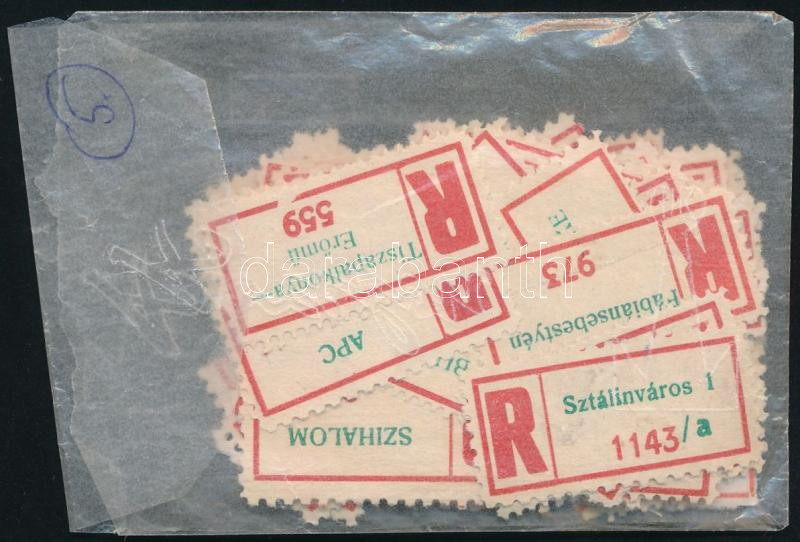 5.
R
559
Tiszapalkonya—
Erőmű
APC
R
973
Fábiánsebestyén
SZIHALOM
R
Sztálinváros 1
1143/a
darabanth